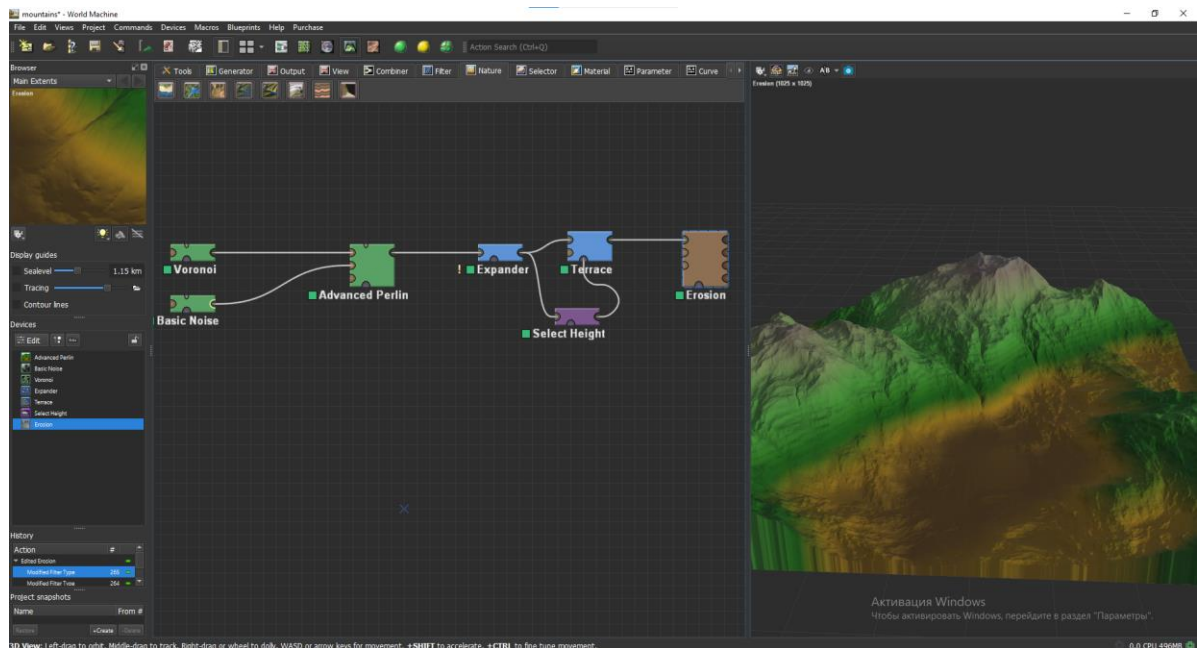 mountains* - World Machine
File Edit Views Project Commands Devices Macros Blueprints Help Purchase
Action Search (Ctrl+Q)
Browser
Main Extents
Erosion
Tools Generator Output View Combiner Filter Nature Selector Material Parameter Curve
A|B
Erosion (1025 x 1025)
Display guides
Sealevel 1.15 km
Tracing
Contour lines
Devices
Edit
Advanced Perlin
Basic Noise
Voronoi
Expander
Terrace
Select Height
Erosion
Voronoi
Basic Noise
Advanced Perlin
! Expander
Terrace
Select Height
Erosion
History
Action #
Edited Erosion
Modified Filter Type 285
Modified Filter Type 284
Project snapshots
Name From #
Restore +Create -Delete
Активация Windows
Чтобы активировать Windows, перейдите в раздел "Параметры".
3D View: Left-drag to orbit, Middle-drag to track, Right-drag or wheel to dolly, WASD or arrow keys for movement, +SHIFT to accelerate, +CTRL to fine tune movement.
0.0 CPU 496MB